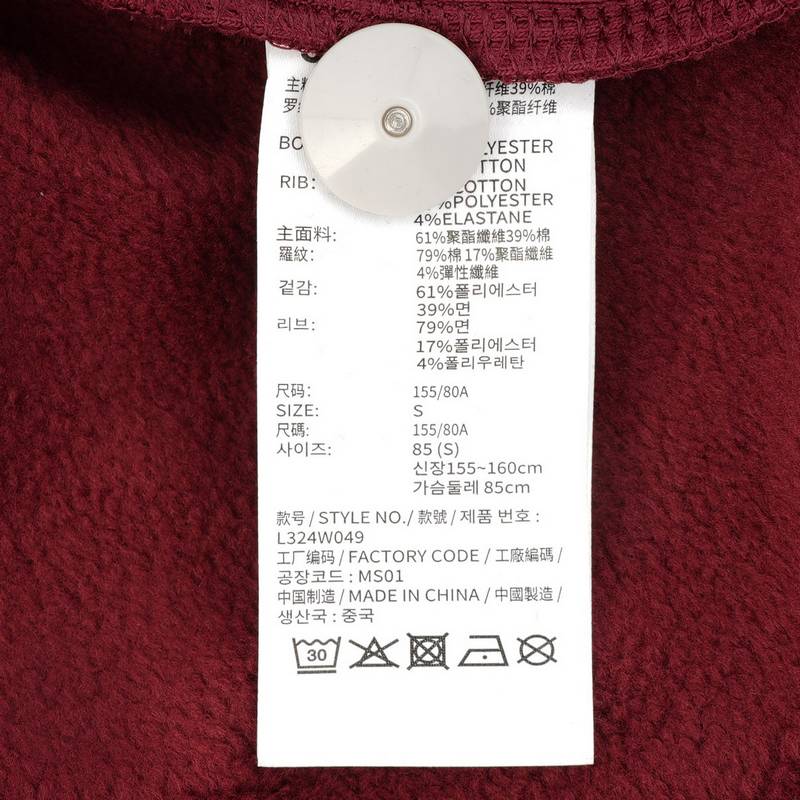 主 纤维39%棉
罗 %聚酯纤维
POLYESTER
COTTON
RIB: COTTON
%POLYESTER
4%ELASTANE
主面料: 61%聚酯纖維39%棉
羅紋: 79%棉 17%聚酯纖維
4%彈性纖維
겉감: 61%폴리에스터
39%면
리브: 79%면
17%폴리에스터
4%폴리우레탄
尺码: 155/80A
SIZE: S
尺碼: 155/80A
사이즈: 85 (S)
신장155~160cm
가슴둘레 85cm
款号 / STYLE NO./ 款號 / 제품 번호 :
L324W049
工厂编码 / FACTORY CODE / 工廠編碼 /
공장코드 : MS01
中国制造 / MADE IN CHINA / 中國製造 /
생산국 : 중국
30